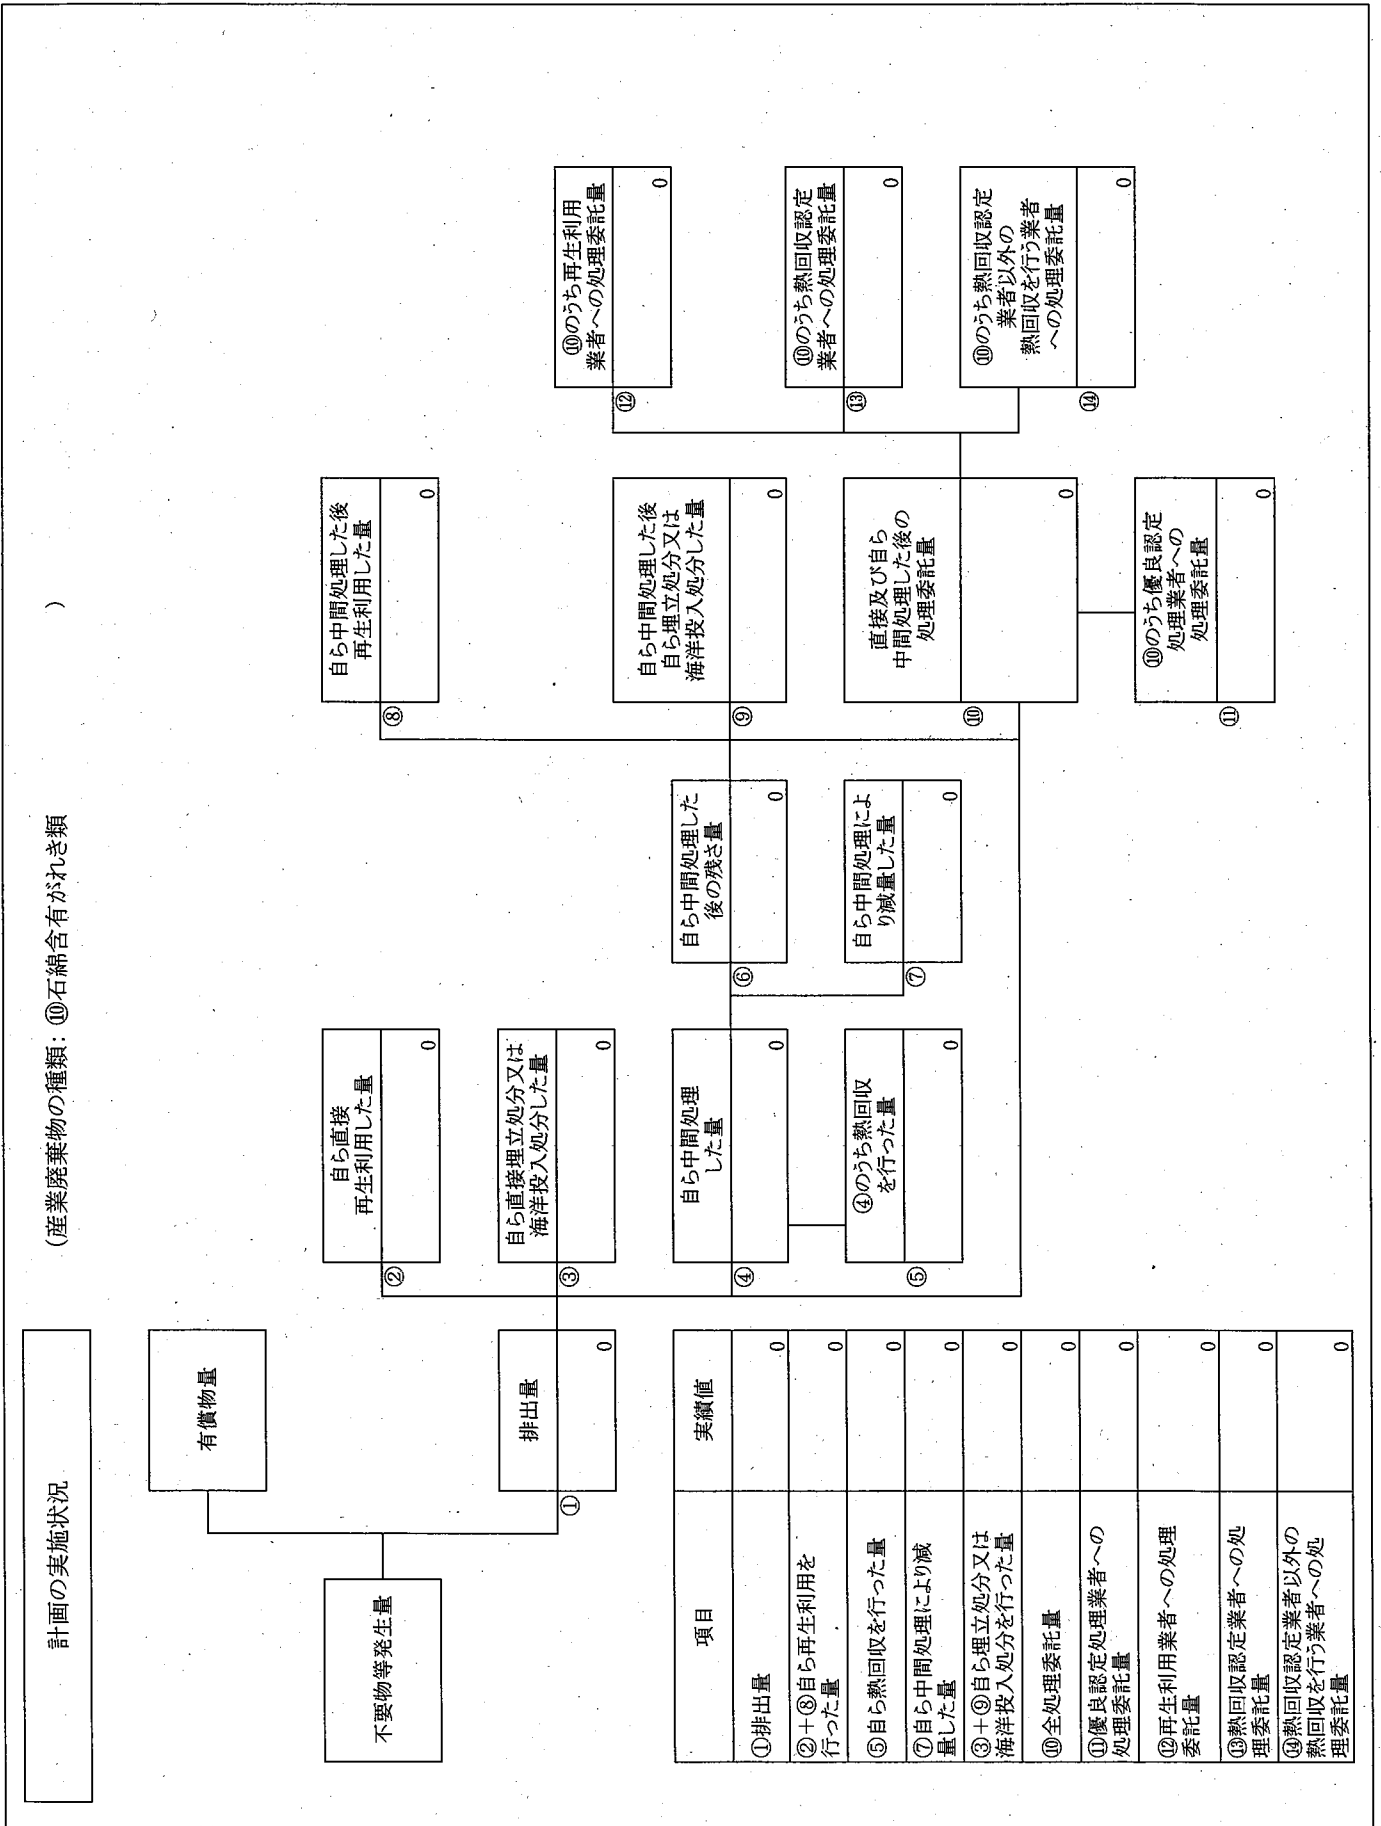 計画の実施状況
(産業廃棄物の種類：⑩石綿含有がれき類 )
不要物等発生量
有償物量
排出量
①
0
自ら直接
再生利用した量
②
0
自ら直接埋立処分又は
海洋投入処分した量
③
0
自ら中間処理
した量
④
0
④のうち熱回収
を行った量
⑤
0
自ら中間処理した
後の残さ量
⑥
0
自ら中間処理によ
り減量した量
⑦
0
自ら中間処理した後
再生利用した量
⑧
0
自ら中間処理した後
自ら埋立処分又は
海洋投入処分した量
⑨
0
直接及び自ら
中間処理した後の
処理委託量
⑩
0
⑩のうち優良認定
処理業者への
処理委託量
⑪
0
⑩のうち再生利用
業者への処理委託量
⑫
0
⑩のうち熱回収認定
業者への処理委託量
⑬
0
⑩のうち熱回収認定
業者以外の
熱回収を行う業者
への処理委託量
⑭
0
項目 実績値
①排出量 0
②+⑧自ら再生利用を
行った量 0
⑤自ら熱回収を行った量 0
⑦自ら中間処理により減
量した量 0
③+⑨自ら埋立処分又は
海洋投入処分を行った量 0
⑩全処理委託量 0
⑪優良認定処理業者への
処理委託量 0
⑫再生利用業者への処理
委託量 0
⑬熱回収認定業者への処
理委託量 0
⑭熱回収認定業者以外の
熱回収を行う業者への処
理委託量 0